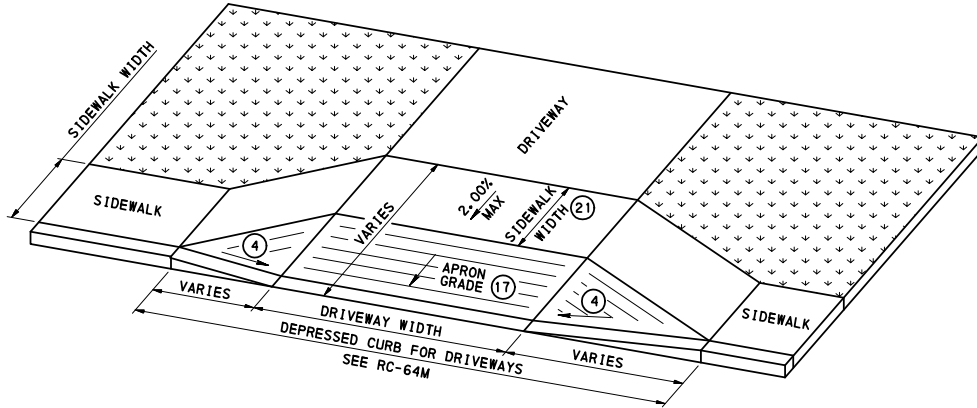 SIDEWALK WIDTH
DRIVEWAY
SIDEWALK
VARIES
2.00%
MAX
SIDEWALK
WIDTH 21
4
APRON
GRADE 17
4
SIDEWALK
VARIES
DRIVEWAY WIDTH
VARIES
DEPRESSED CURB FOR DRIVEWAYS
SEE RC-64M